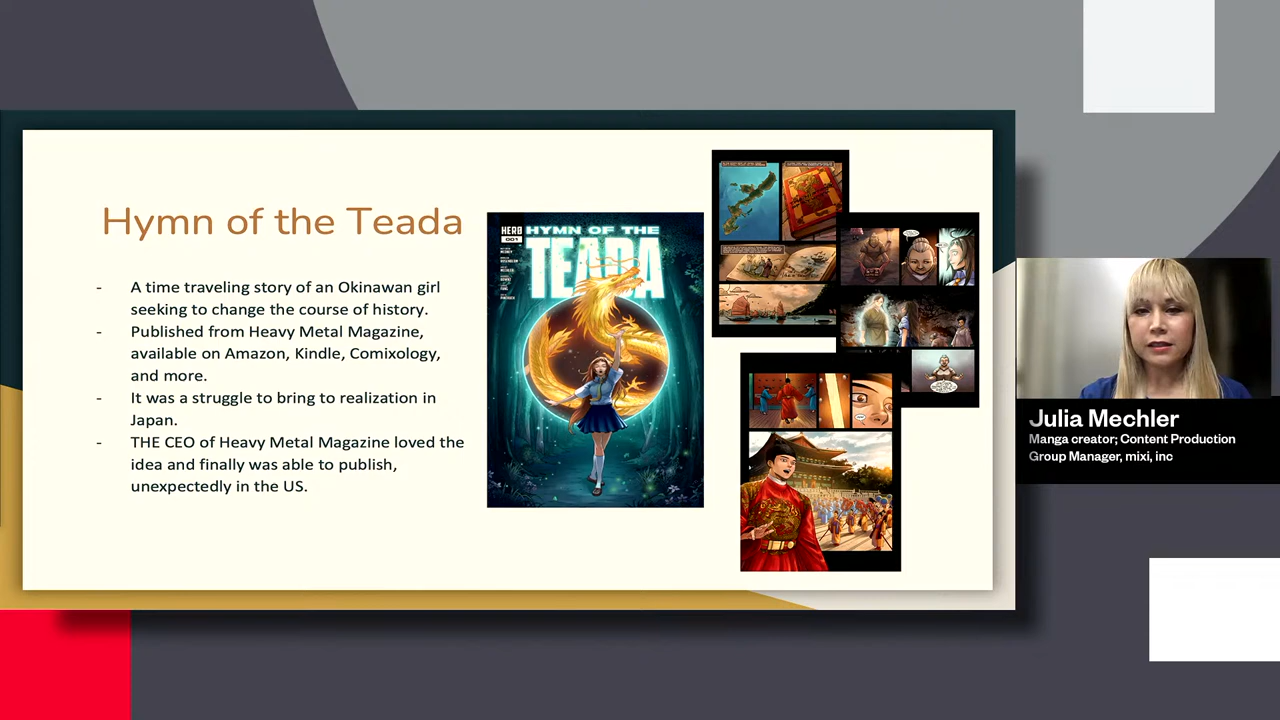 Hymn of the Teada
- A time traveling story of an Okinawan girl
seeking to change the course of history.
- Published from Heavy Metal Magazine,
available on Amazon, Kindle, Comixology,
and more.
- It was a struggle to bring to realization in
Japan.
- THE CEO of Heavy Metal Magazine loved the
idea and finally was able to publish,
unexpectedly in the US.
HERO
001
HYMN OF THE
TEADA
Julia Mechler
Manga creator; Content Production
Group Manager, mixi, inc